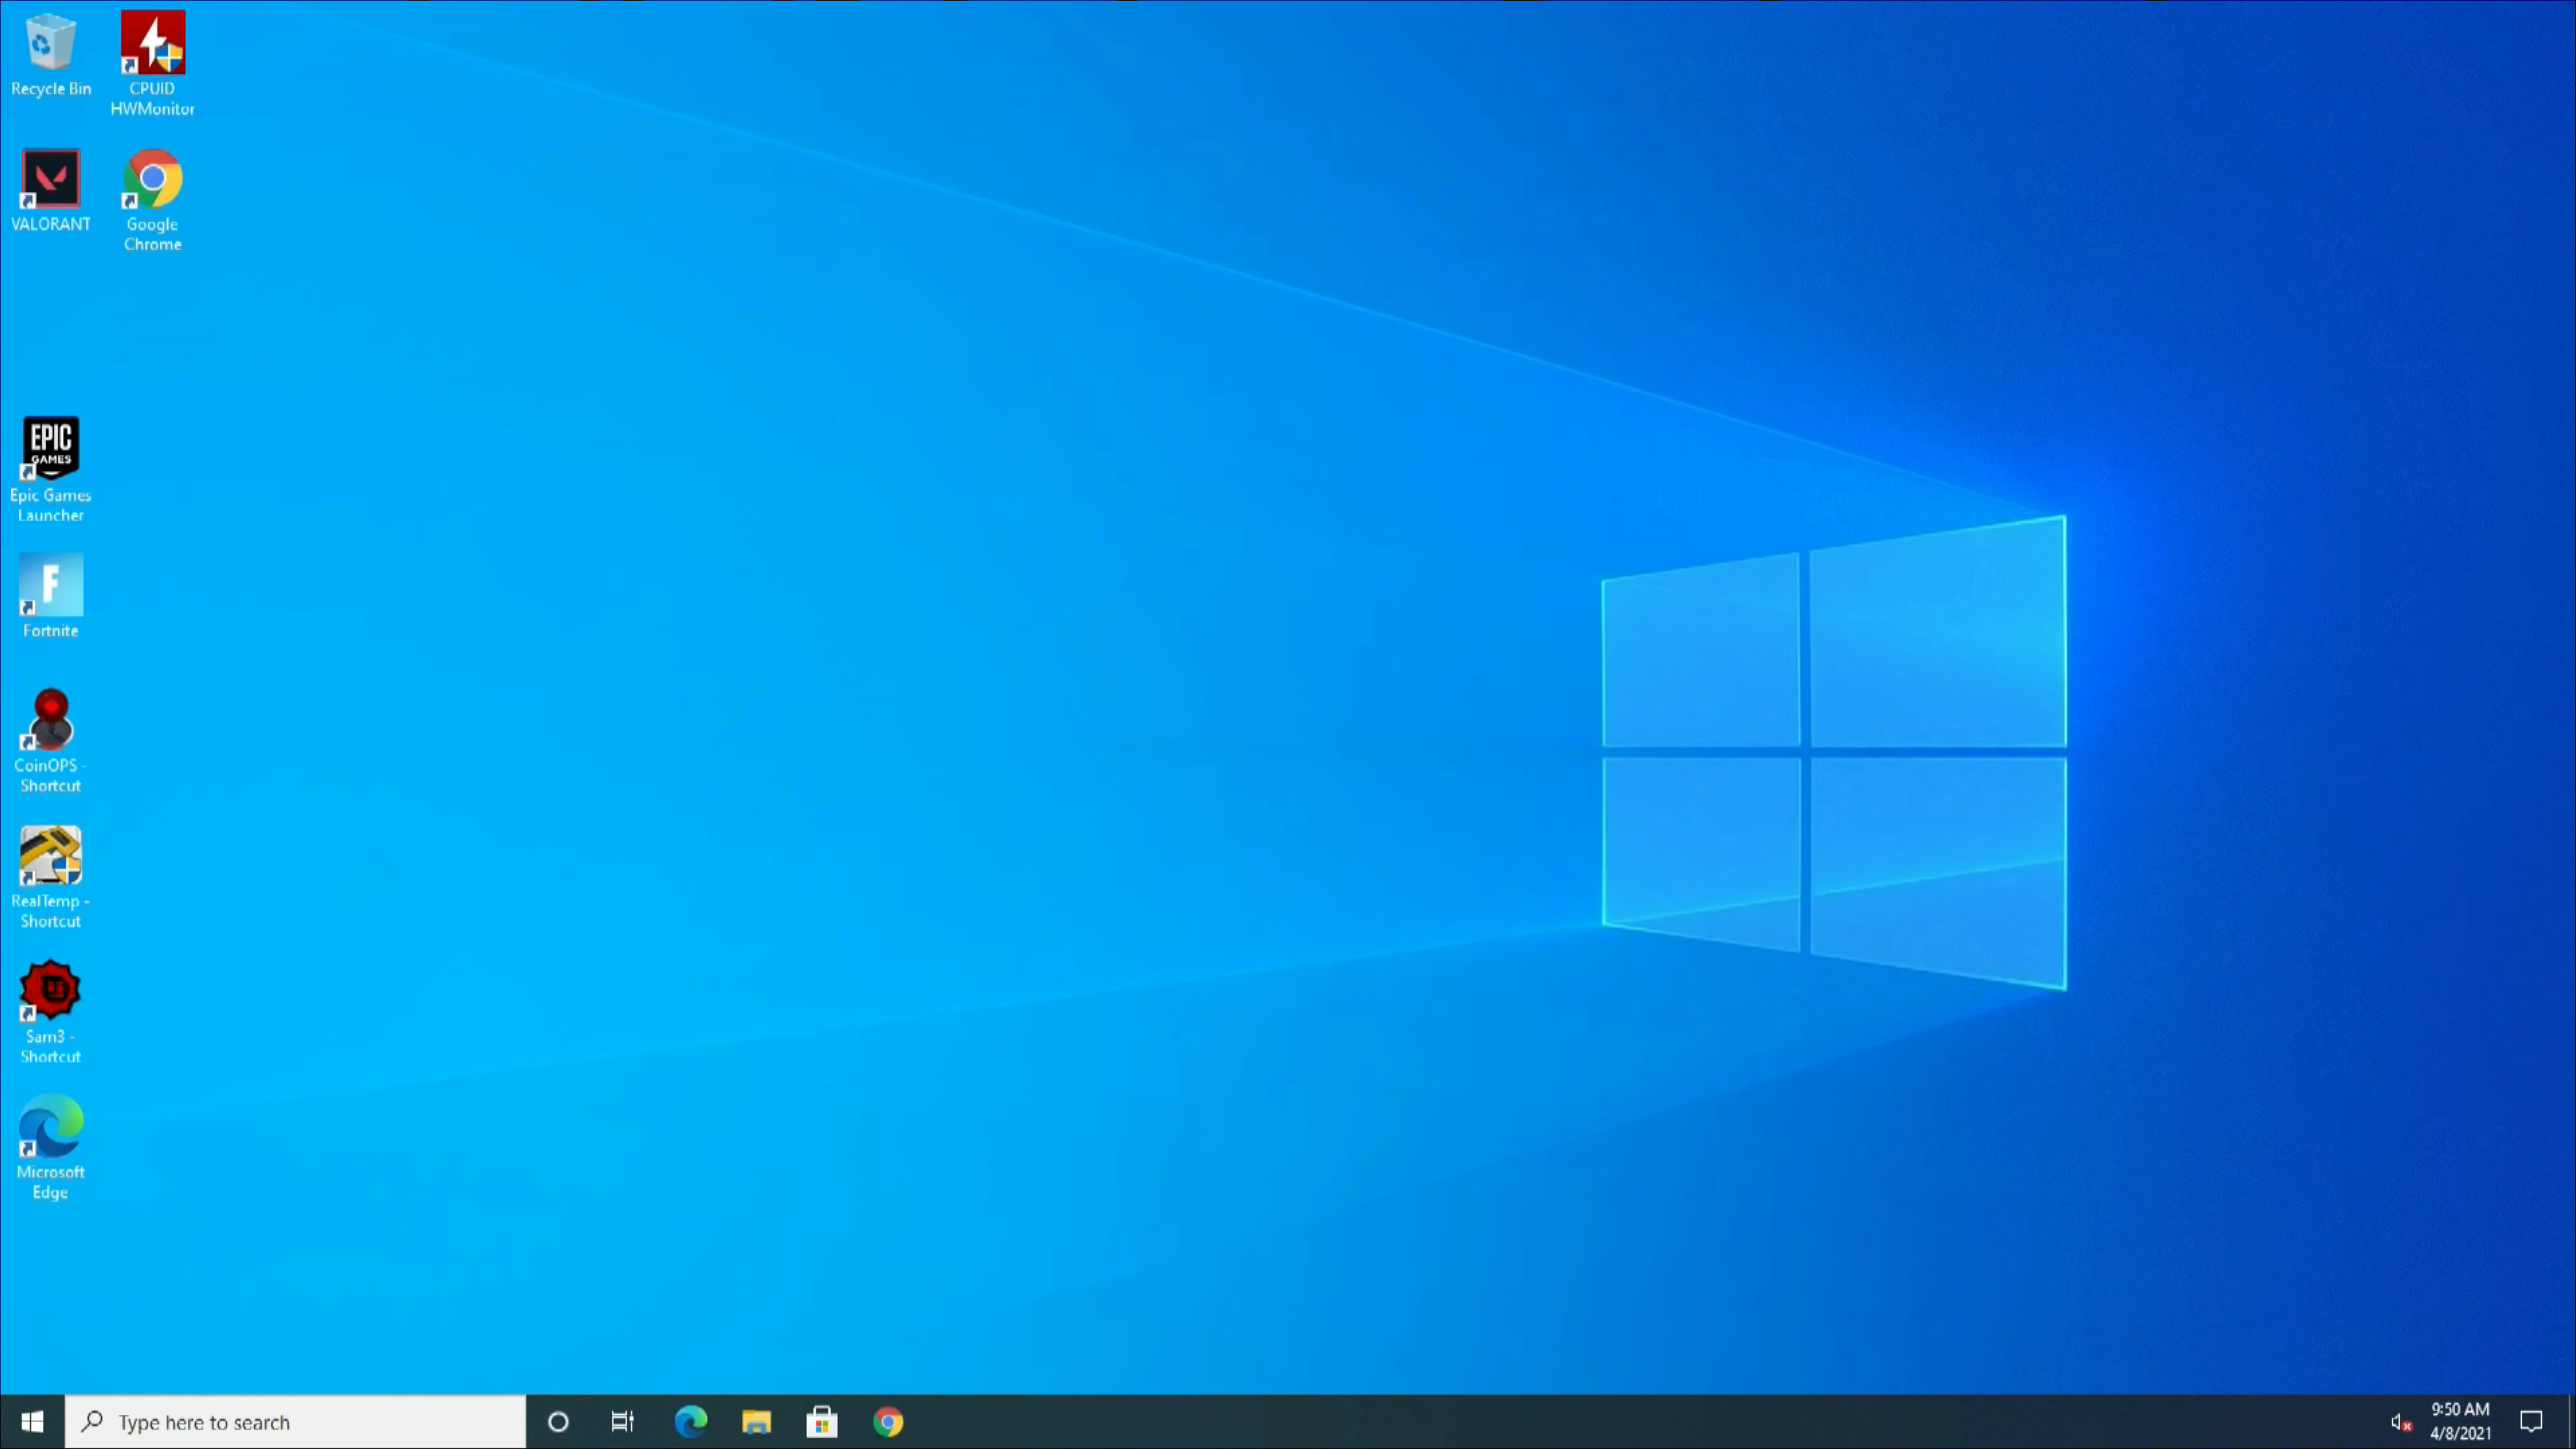 Recycle Bin
CPUID
HWMonitor
VALORANT
Google
Chrome
EPIC
GAMES
Epic Games
Launcher
F
Fortnite
CoinOPS -
Shortcut
RealTemp -
Shortcut
Sam3 -
Shortcut
Microsoft
Edge
Type here to search
9:50 AM
4/8/2021